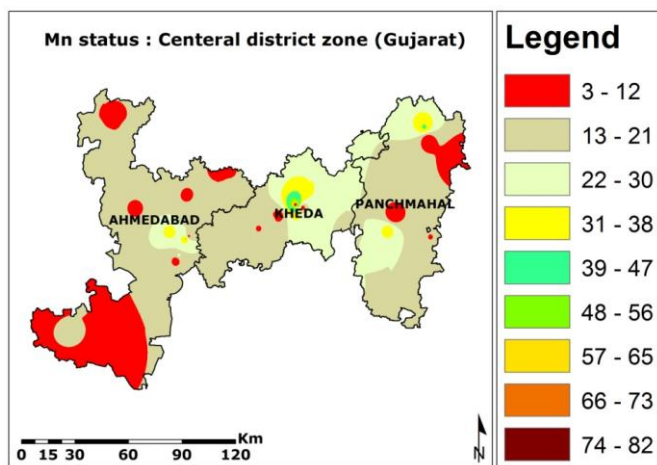 Mn status : Centeral district zone (Gujarat)
AHMEDABAD
KHEDA
PANCHMAHAL
Km
0 15 30 60 90 120
N
Legend
3 - 12
13 - 21
22 - 30
31 - 38
39 - 47
48 - 56
57 - 65
66 - 73
74 - 82